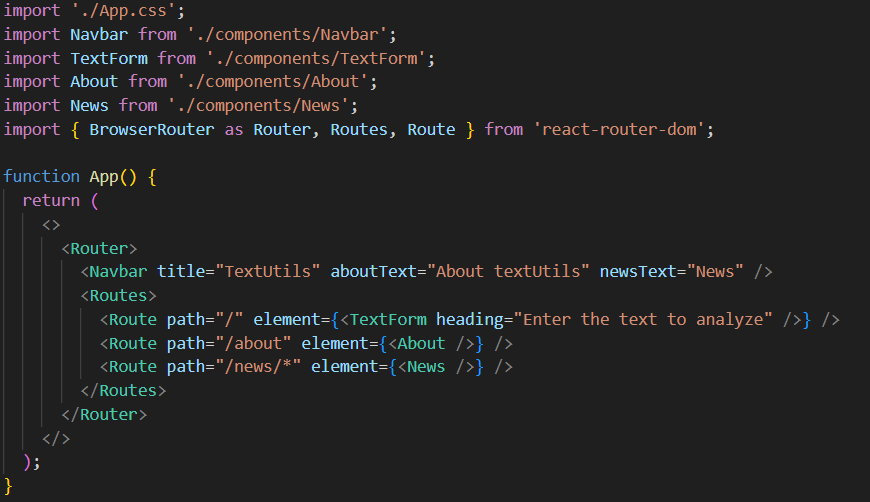 import './App.css';
import Navbar from './components/Navbar';
import TextForm from './components/TextForm';
import About from './components/About';
import News from './components/News';
import { BrowserRouter as Router, Routes, Route } from 'react-router-dom';

function App() {
  return (
    <>
      <Router>
        <Navbar title="TextUtils" aboutText="About textUtils" newsText="News" />
        <Routes>
          <Route path="/" element={<TextForm heading="Enter the text to analyze" />} />
          <Route path="/about" element={<About />} />
          <Route path="/news/*" element={<News />} />
        </Routes>
      </Router>
    </>
  );
}